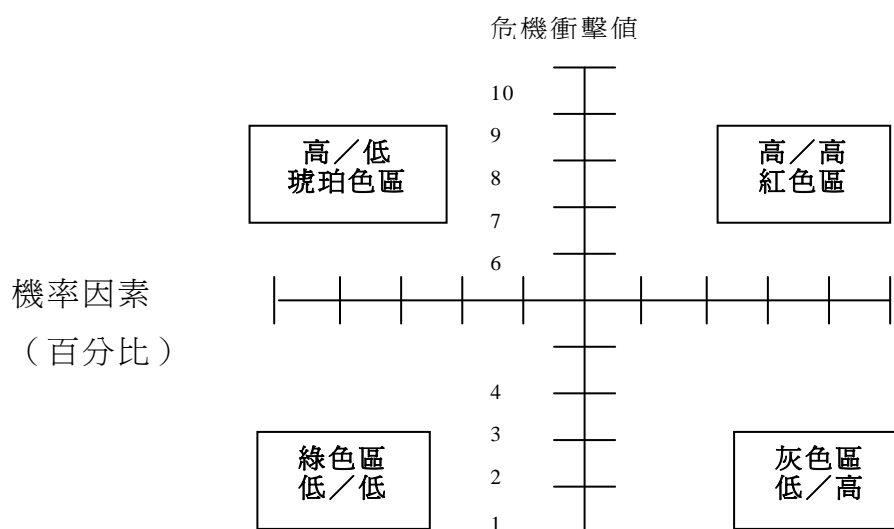 危機衝擊值
10
9
8
7
6
高／低
琥珀色區
高／高
紅色區
機率因素
（百分比）
4
3
2
1
綠色區
低／低
灰色區
低／高